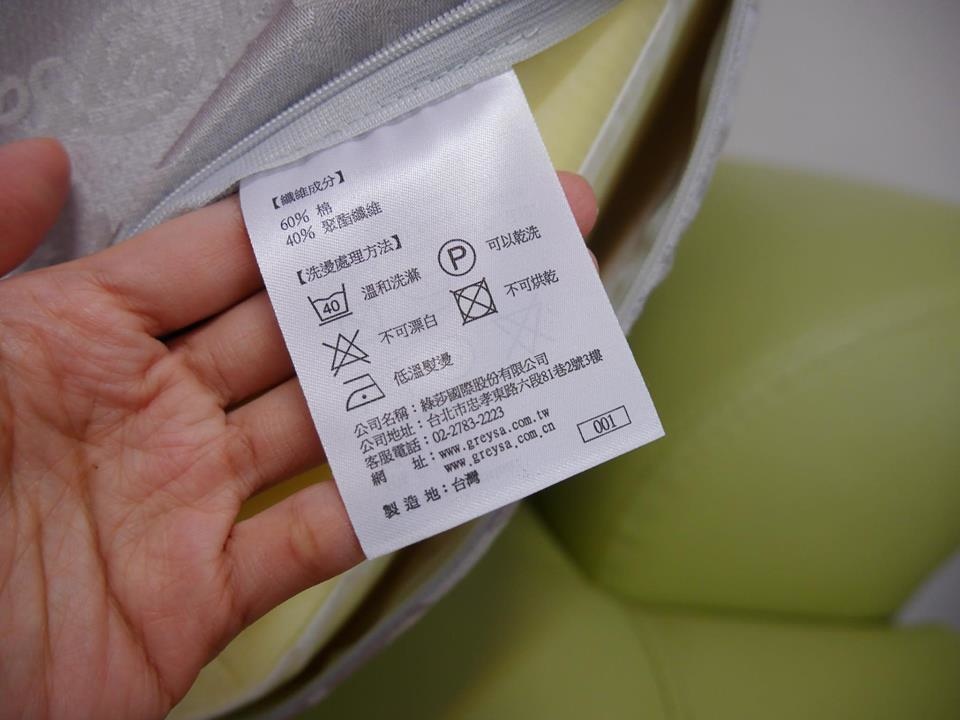 【纖維成分】
60% 棉
40% 聚酯纖維
【洗燙處理方法】
40 溫和洗滌
P 可以乾洗
不可漂白
不可烘乾
低溫熨燙
公司名稱：綠莎國際股份有限公司
公司地址：台北市忠孝東路六段81巷2號3樓
客服電話：02-2783-2223
網　　址：www.greysa.com.tw
www.greysa.com.cn
001
製 造 地：台灣